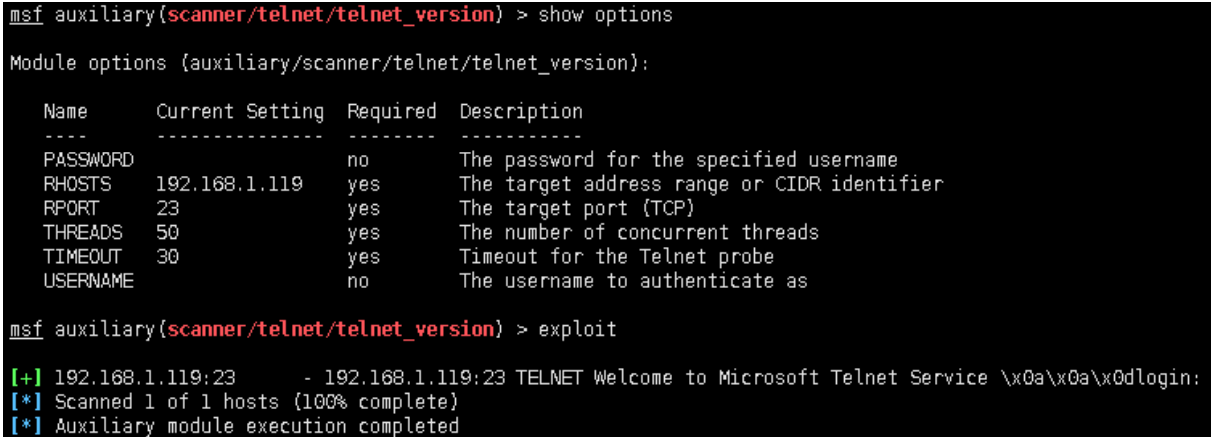 msf auxiliary(scanner/telnet/telnet_version) > show options
Module options (auxiliary/scanner/telnet/telnet_version):
Name Current Setting Required Description
---- --------------- -------- -----------
PASSWORD no The password for the specified username
RHOSTS 192.168.1.119 yes The target address range or CIDR identifier
RPORT 23 yes The target port (TCP)
THREADS 50 yes The number of concurrent threads
TIMEOUT 30 yes Timeout for the Telnet probe
USERNAME no The username to authenticate as
msf auxiliary(scanner/telnet/telnet_version) > exploit
[+] 192.168.1.119:23 - 192.168.1.119:23 TELNET Welcome to Microsoft Telnet Service \x0a\x0a\x0dlogin:
[*] Scanned 1 of 1 hosts (100% complete)
[*] Auxiliary module execution completed